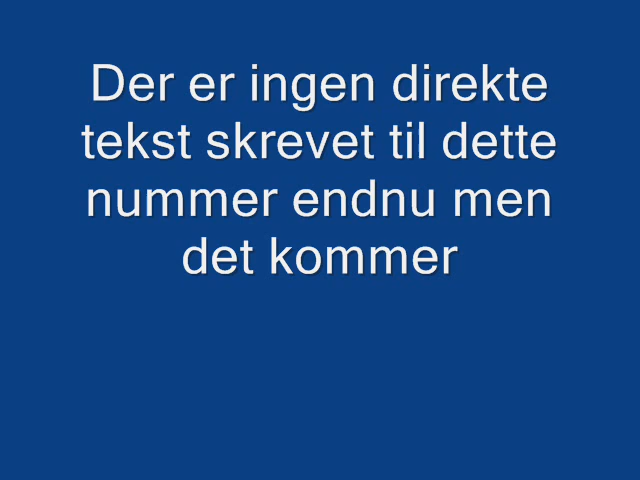 Der er ingen direkte
tekst skrevet til dette
nummer endnu men
det kommer